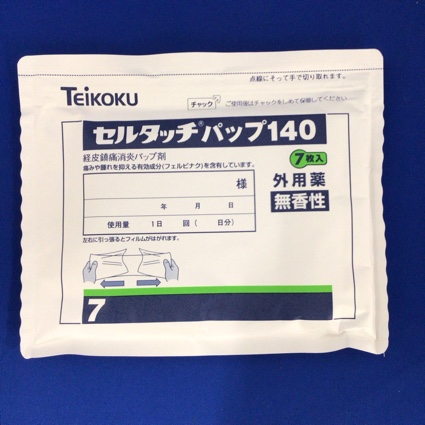 点線にそって手で切り取れます。
TEIKOKU
チャック ご使用後はチャックをしめて保管してください。
セルタッチ®パップ140
経皮鎮痛消炎パップ剤
痛みや腫れを抑える有効成分(フェルビナク)を含有しています。
7枚入
様
外用薬
年 月 日
無香性
使用量 1日 回( 日分)
左右に引っ張るとフィルムがはがれます。
7